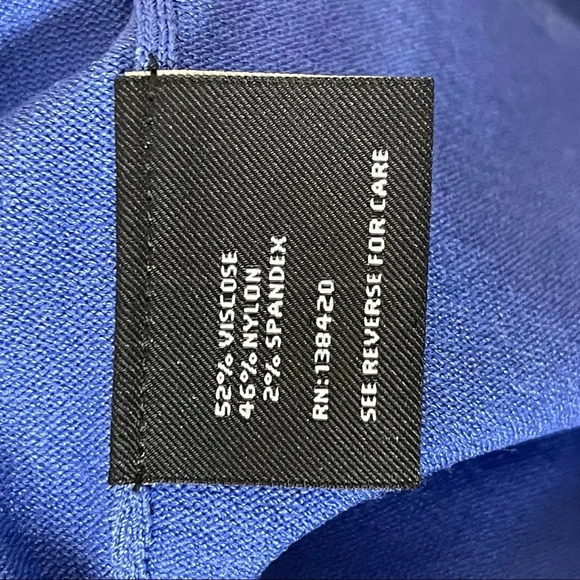 52% VISCOSE
46% NYLON
2% SPANDEX
RN:138420
SEE REVERSE FOR CARE